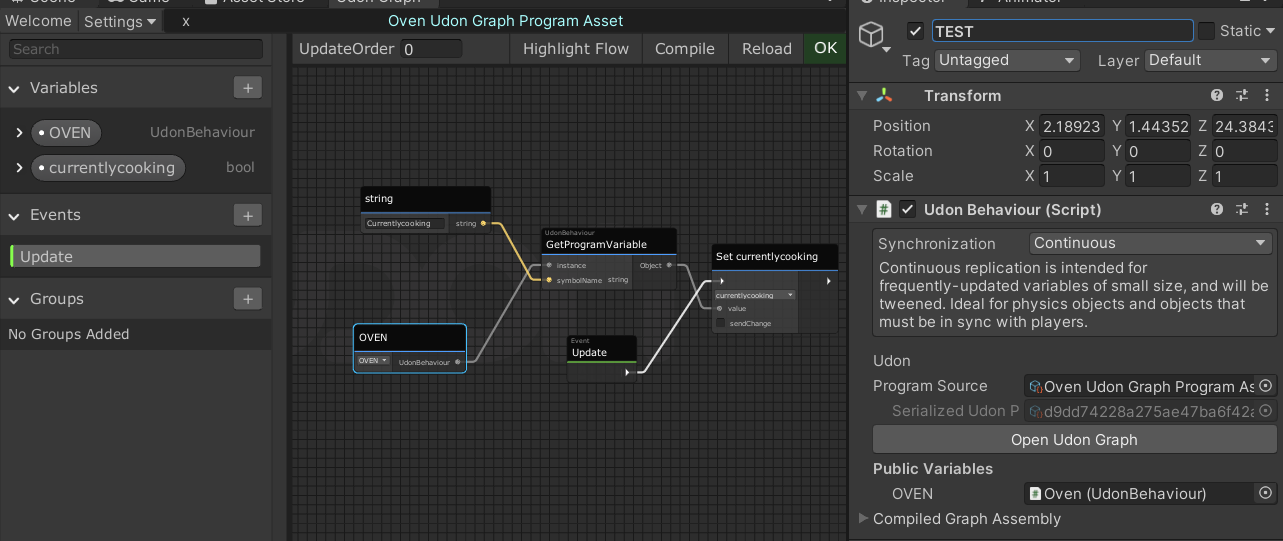 Welcome Settings x Oven Udon Graph Program Asset
Search
UpdateOrder 0 Highlight Flow Compile Reload OK
Variables
OVEN UdonBehaviour
currentlycooking bool
Events
Update
Groups
No Groups Added
string
Currentlycooking string
UdonBehaviour
GetProgramVariable
instance Object
symbolName string
Set currentlycooking
currentlycooking
value
sendChange
OVEN
OVEN UdonBehaviour
Event
Update
TEST Static
Tag Untagged Layer Default
Transform
Position X 2.18923 Y 1.44352 Z 24.3843
Rotation X 0 Y 0 Z 0
Scale X 1 Y 1 Z 1
Udon Behaviour (Script)
Synchronization Continuous
Continuous replication is intended for
frequently-updated variables of small size, and will be
tweened. Ideal for physics objects and objects that
must be in sync with players.
Udon
Program Source Oven Udon Graph Program As
Serialized Udon P d9dd74228a275ae47ba6f42a
Open Udon Graph
Public Variables
OVEN Oven (UdonBehaviour)
Compiled Graph Assembly